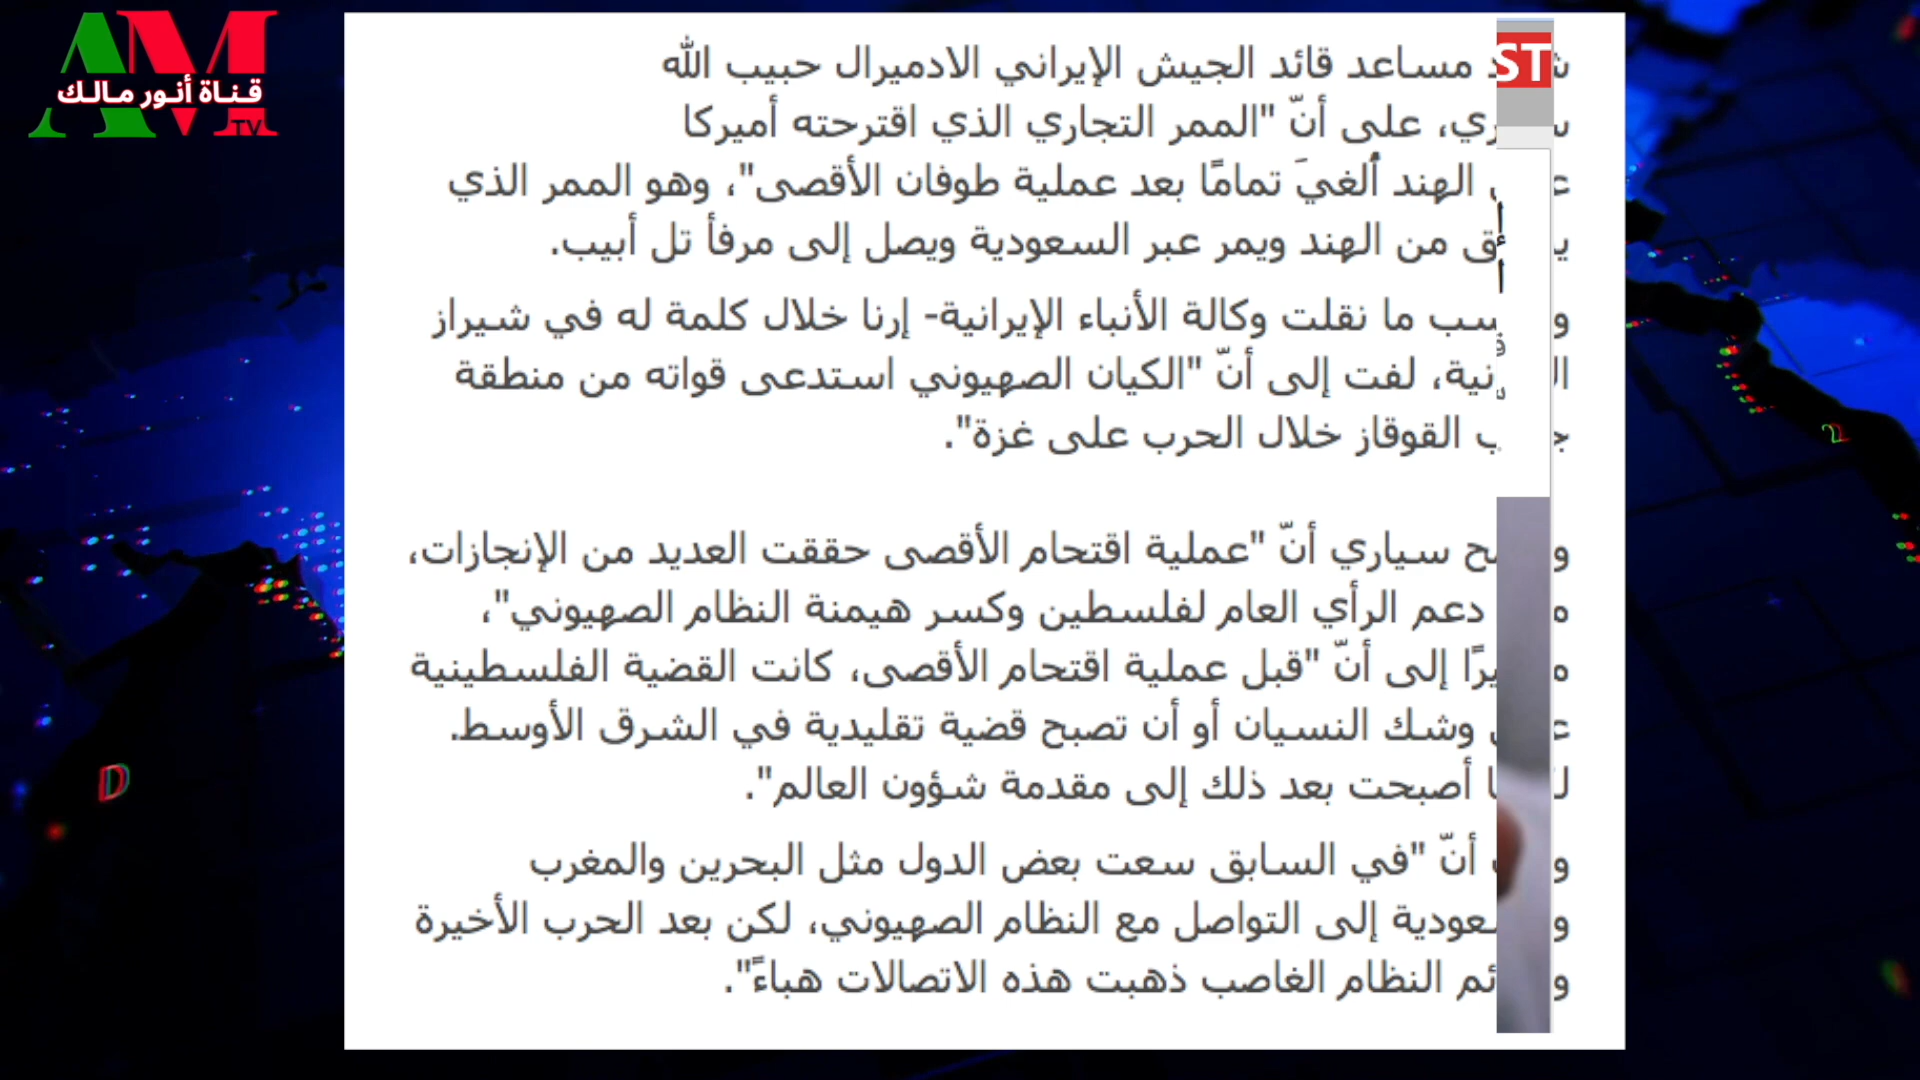 AM
قناة أنور مالك
TV
ST
مساعد قائد الجيش الإيراني الادميرال حبيب الله
على أنّ "الممر التجاري الذي اقترحته أميركا
الهند ألغيَ تمامًا بعد عملية طوفان الأقصى"، وهو الممر الذي
من الهند ويمر عبر السعودية ويصل إلى مرفأ تل أبيب.
ما نقلت وكالة الأنباء الإيرانية- إرنا خلال كلمة له في شيراز
لفت إلى أنّ "الكيان الصهيوني استدعى قواته من منطقة
القوقاز خلال الحرب على غزة".
سياري أنّ "عملية اقتحام الأقصى حققت العديد من الإنجازات،
دعم الرأي العام لفلسطين وكسر هيمنة النظام الصهيوني"،
إلى أنّ "قبل عملية اقتحام الأقصى، كانت القضية الفلسطينية
وشك النسيان أو أن تصبح قضية تقليدية في الشرق الأوسط.
أصبحت بعد ذلك إلى مقدمة شؤون العالم".
أنّ "في السابق سعت بعض الدول مثل البحرين والمغرب
إلى التواصل مع النظام الصهيوني، لكن بعد الحرب الأخيرة
النظام الغاصب ذهبت هذه الاتصالات هباءً".
D